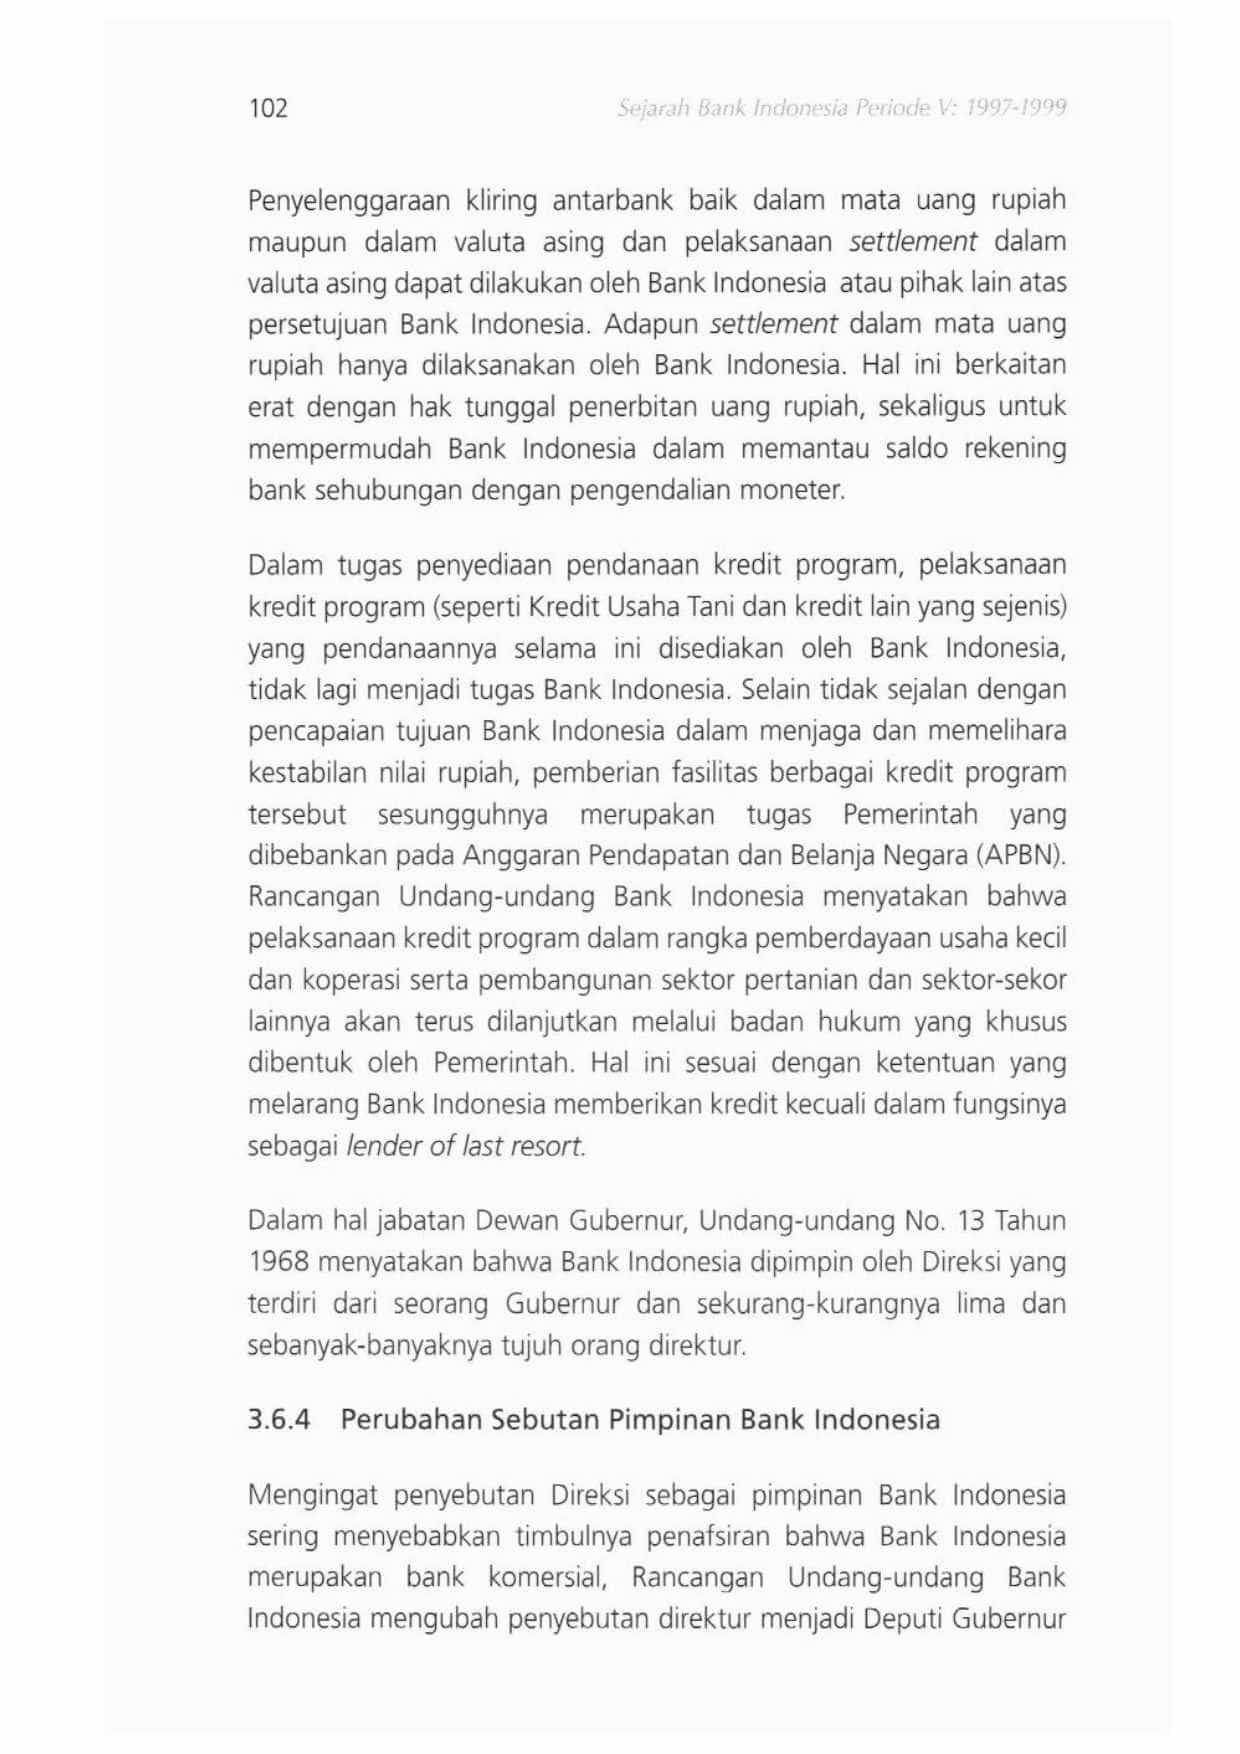 102
Sejarah Bank Indonesia Periode V: 1997-1999
Penyelenggaraan kliring antarbank baik dalam mata uang rupiah
maupun dalam valuta asing dan pelaksanaan settlement dalam
valuta asing dapat dilakukan oleh Bank Indonesia atau pihak lain atas
persetujuan Bank Indonesia. Adapun settlement dalam mata uang
rupiah hanya dilaksanakan oleh Bank Indonesia. Hal ini berkaitan
erat dengan hak tunggal penerbitan uang rupiah, sekaligus untuk
mempermudah Bank Indonesia dalam memantau saldo rekening
bank sehubungan dengan pengendalian moneter.
Dalam tugas penyediaan pendanaan kredit program, pelaksanaan
kredit program (seperti Kredit Usaha Tani dan kredit lain yang sejenis)
yang pendanaannya selama ini disediakan oleh Bank Indonesia,
tidak lagi menjadi tugas Bank Indonesia. Selain tidak sejalan dengan
pencapaian tujuan Bank Indonesia dalam menjaga dan memelihara
kestabilan nilai rupiah, pemberian fasilitas berbagai kredit program
tersebut sesungguhnya merupakan tugas Pemerintah yang
dibebankan pada Anggaran Pendapatan dan Belanja Negara (APBN).
Rancangan Undang-undang Bank Indonesia menyatakan bahwa
pelaksanaan kredit program dalam rangka pemberdayaan usaha kecil
dan koperasi serta pembangunan sektor pertanian dan sektor-sekor
lainnya akan terus dilanjutkan melalui badan hukum yang khusus
dibentuk oleh Pemerintah. Hal ini sesuai dengan ketentuan yang
melarang Bank Indonesia memberikan kredit kecuali dalam fungsinya
sebagai lender of last resort.
Dalam hal jabatan Dewan Gubernur, Undang-undang No. 13 Tahun
1968 menyatakan bahwa Bank Indonesia dipimpin oleh Direksi yang
terdiri dari seorang Gubernur dan sekurang-kurangnya lima dan
sebanyak-banyaknya tujuh orang direktur.
3.6.4 Perubahan Sebutan Pimpinan Bank Indonesia
Mengingat penyebutan Direksi sebagai pimpinan Bank Indonesia
sering menyebabkan timbulnya penafsiran bahwa Bank Indonesia
merupakan bank komersial, Rancangan Undang-undang Bank
Indonesia mengubah penyebutan direktur menjadi Deputi Gubernur